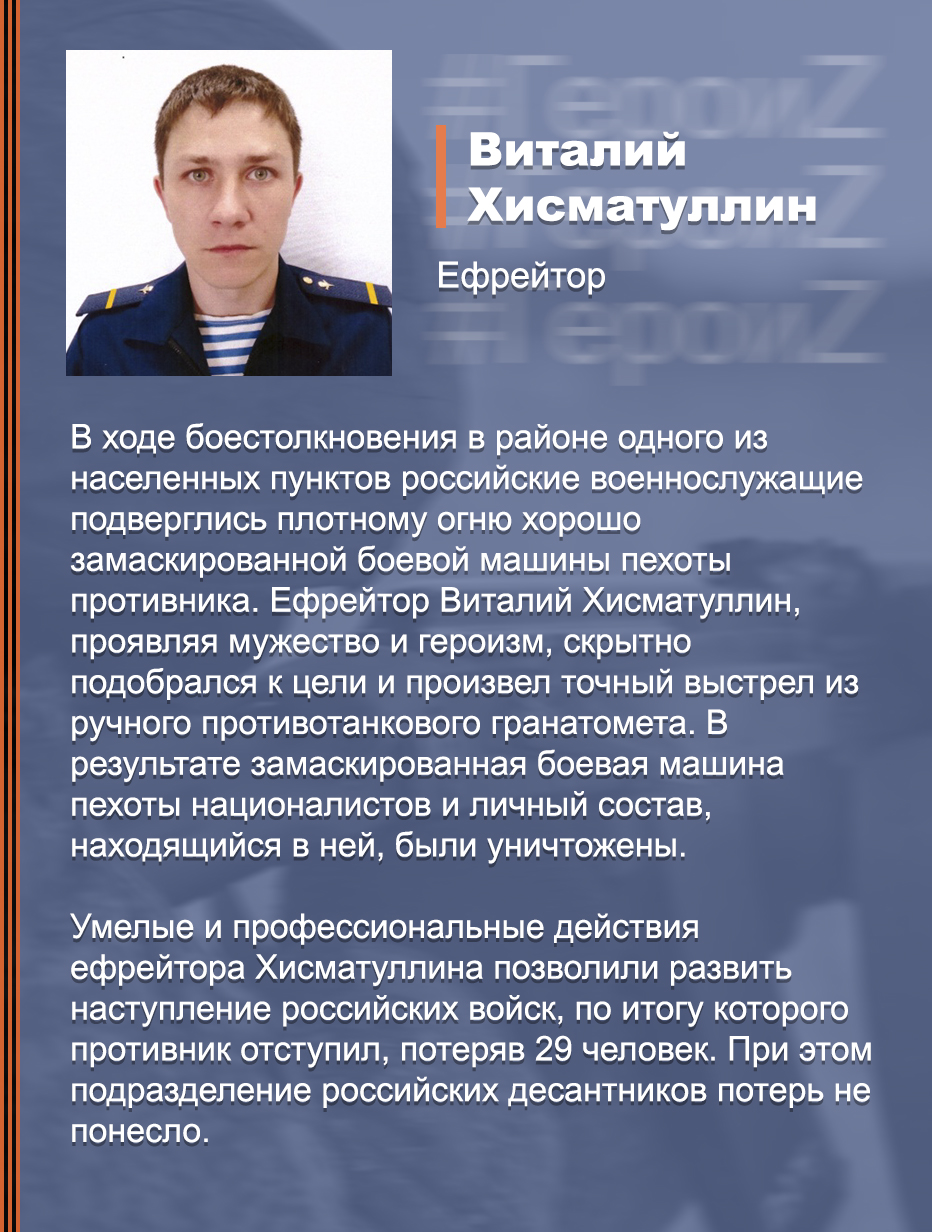 #ГероиZ
Виталий
#ГероиZ
Хисматуллин
Ефрейтор
#ГероиZ
В ходе боестолкновения в районе одного из
населенных пунктов российские военнослужащие
подверглись плотному огню хорошо
замаскированной боевой машины пехоты
противника. Ефрейтор Виталий Хисматуллин,
проявляя мужество и героизм, скрытно
подобрался к цели и произвел точный выстрел из
ручного противотанкового гранатомета. В
результате замаскированная боевая машина
пехоты националистов и личный состав,
находящийся в ней, были уничтожены.
Умелые и профессиональные действия
ефрейтора Хисматуллина позволили развить
наступление российских войск, по итогу которого
противник отступил, потеряв 29 человек. При этом
подразделение российских десантников потерь не
понесло.